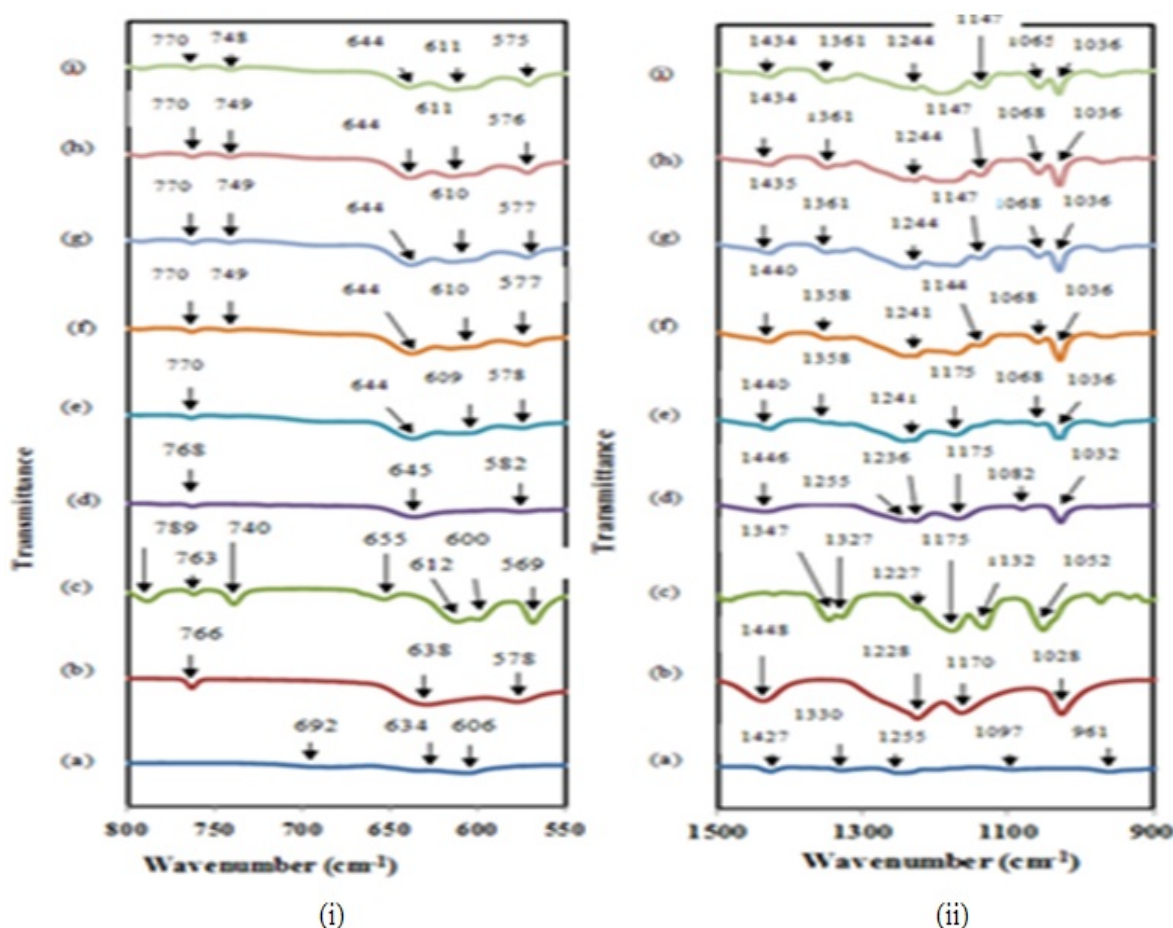 770 748 644 611 575
(i)
770 749 644 611 576
(h)
770 749 644 610 577
(g)
770 749 644 610 577
(f)
770 644 609 578
(e)
768 645 582
(d)
789 763 740 655 612 600 569
(c)
766 638 578
(b)
692 634 606
(a)
Transmittance
800 750 700 650 600 550
Wavenumber (cm⁻¹)
(i)
1434 1361 1244 1147 1065 1036
1434 1361 1244 1147 1068 1036
(h)
1435 1361 1244 1147 1068 1036
(g)
1440 1358 1241 1144 1068 1036
(f)
1440 1358 1241 1175 1068 1036
(e)
1446 1255 1236 1175 1082 1032
(d)
1347 1327 1227 1175 1132 1052
(c)
1448 1228 1170 1028
(b)
1427 1330 1255 1097 961
(a)
Transmittance
1500 1300 1100 900
Wavenumber (cm⁻¹)
(ii)